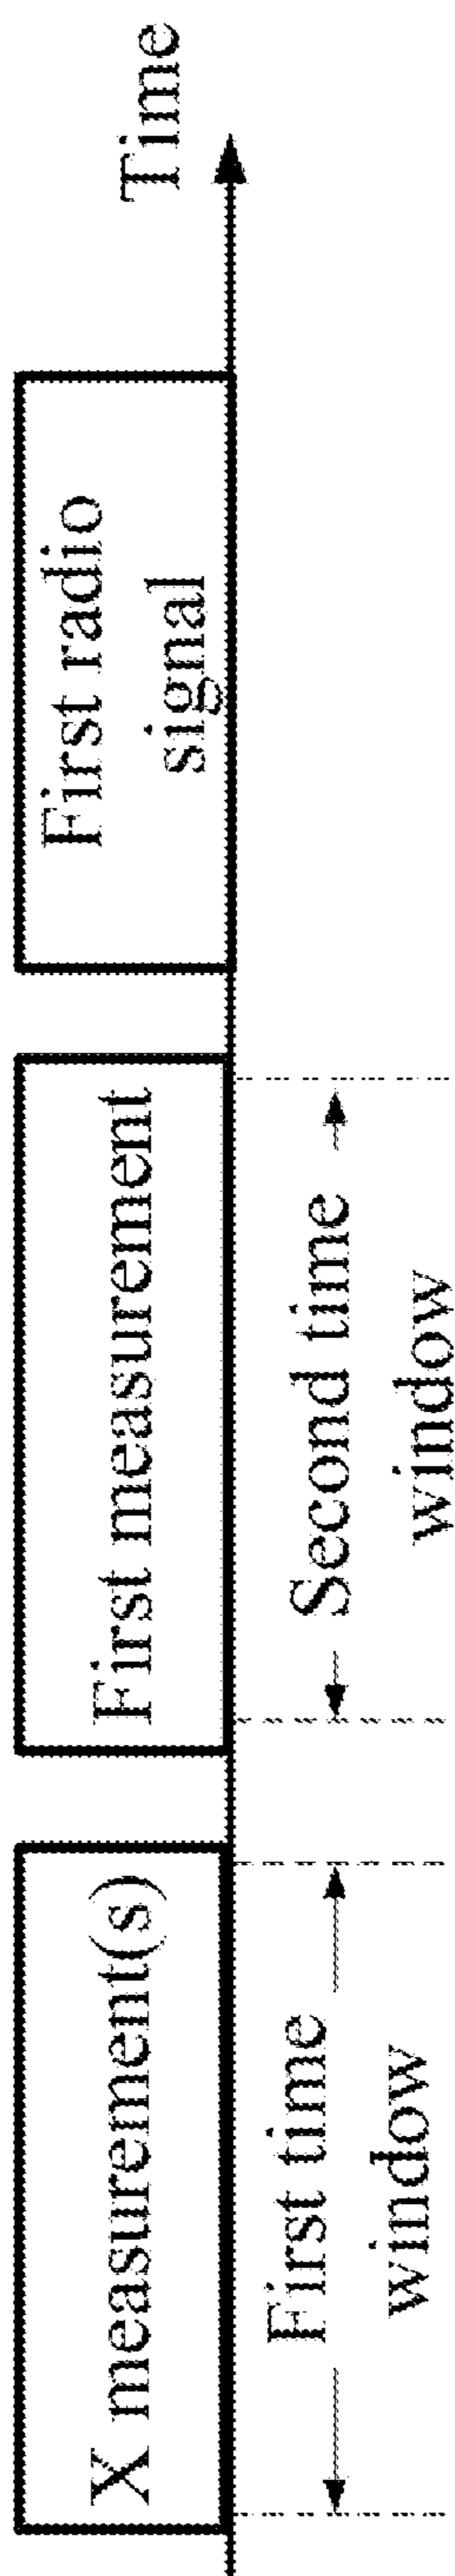 X measurement(s)
First measurement
First radio
signal
Time
First time
window
Second time
window